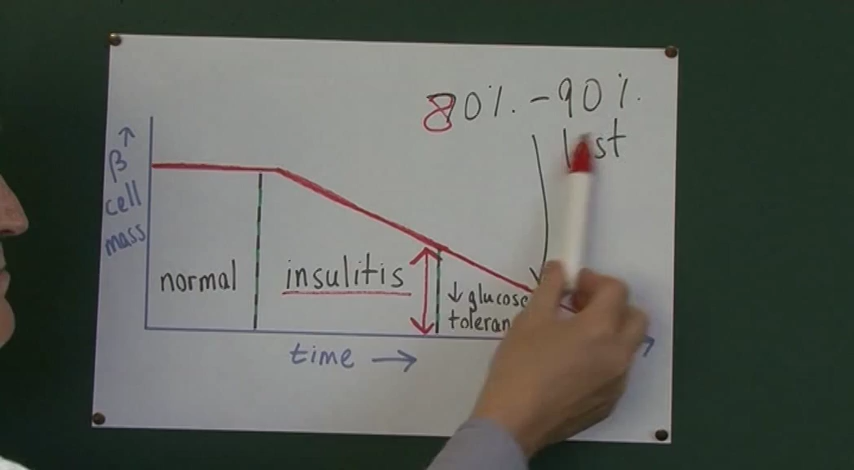 80%. - 90%.
lost
β
cell
mass
normal
insulitis
↓ glucose
time →